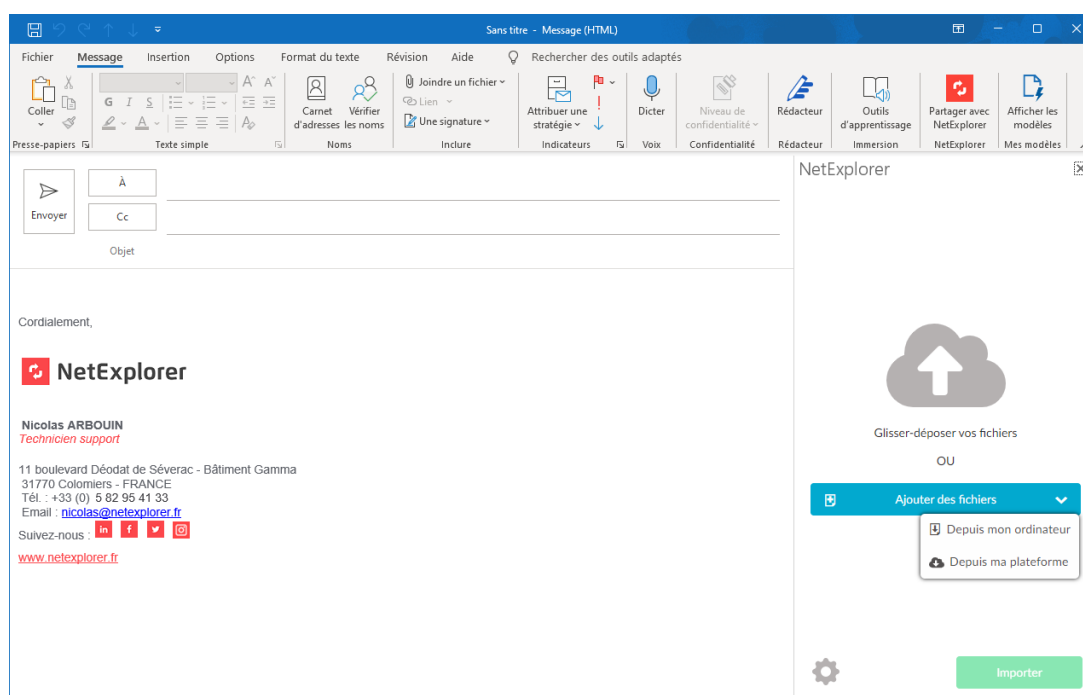 Sans titre - Message (HTML)
Fichier Message Insertion Options Format du texte Révision Aide Rechercher des outils adaptés
Coller
G I S
A A
Carnet d'adresses
Vérifier les noms
Joindre un fichier
Lien
Une signature
Attribuer une stratégie
Dicter
Niveau de confidentialité
Rédacteur
Outils d'apprentissage
Partager avec NetExplorer
Afficher les modèles
Presse-papiers Texte simple Noms Inclure Indicateurs Voix Confidentialité Rédacteur Immersion NetExplorer Mes modèles
Envoyer
À
Cc
Objet
Cordialement,
NetExplorer
Nicolas ARBOUIN
Technicien support
11 boulevard Déodat de Séverac - Bâtiment Gamma
31770 Colomiers - FRANCE
Tél. : +33 (0) 5 82 95 41 33
Email : nicolas@netexplorer.fr
Suivez-nous : in f
www.netexplorer.fr
NetExplorer
Glisser-déposer vos fichiers
OU
Ajouter des fichiers
Depuis mon ordinateur
Depuis ma plateforme
Importer